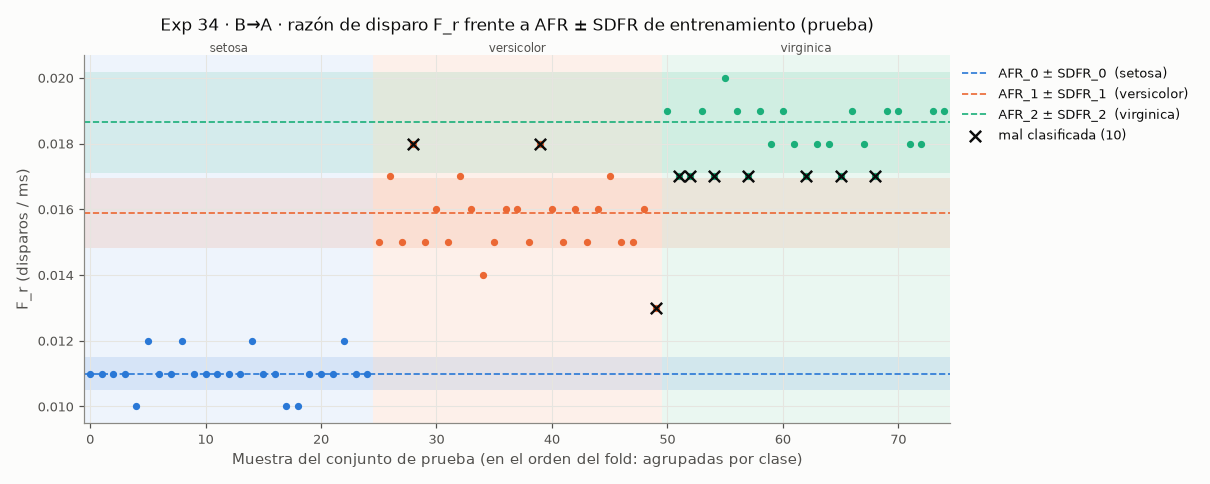 Exp 34 · B→A · razón de disparo F_r frente a AFR ± SDFR de entrenamiento (prueba)
setosa versicolor virginica
AFR_0 ± SDFR_0 (setosa)
AFR_1 ± SDFR_1 (versicolor)
AFR_2 ± SDFR_2 (virginica)
mal clasificada (10)
F_r (disparos / ms)
0.020
0.018
0.016
0.014
0.012
0.010
0 10 20 30 40 50 60 70
Muestra del conjunto de prueba (en el orden del fold: agrupadas por clase)